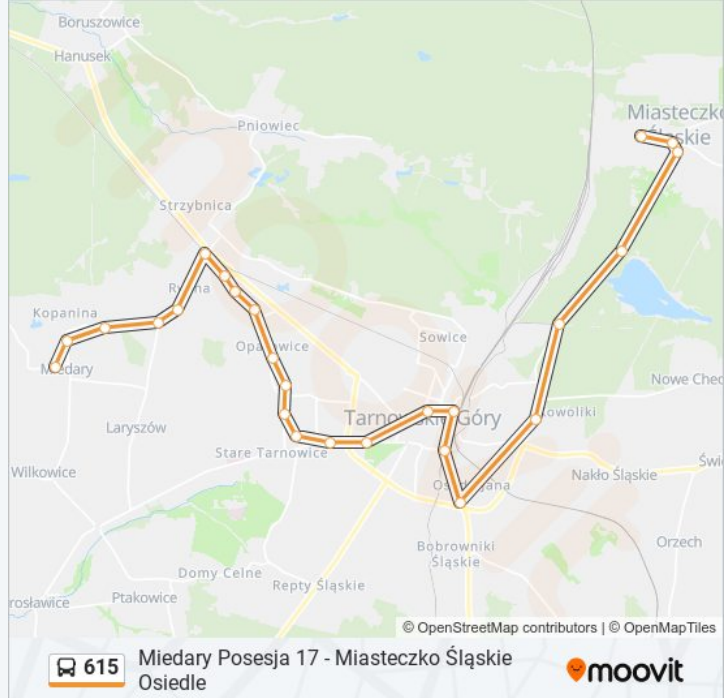 Boruszowice
Hanusek
Miasteczko
Śląskie
Pniowiec
Strzybnica
Rybna
Kopanina
Sowice
Opatowice
Miedary
Nowe Chec
Tarnowskie Góry
Laryszów
Stare Tarnowice
Wilkowice
Nakło Śląskie
Świ
Osada Jana
Bobrowniki
Śląskie
Orzech
Domy Celne
Repty Śląskie
Ptakowice
rosławice
© OpenStreetMap contributors | © OpenMapTiles
615
Miedary Posesja 17 - Miasteczko Śląskie
Osiedle
moovit